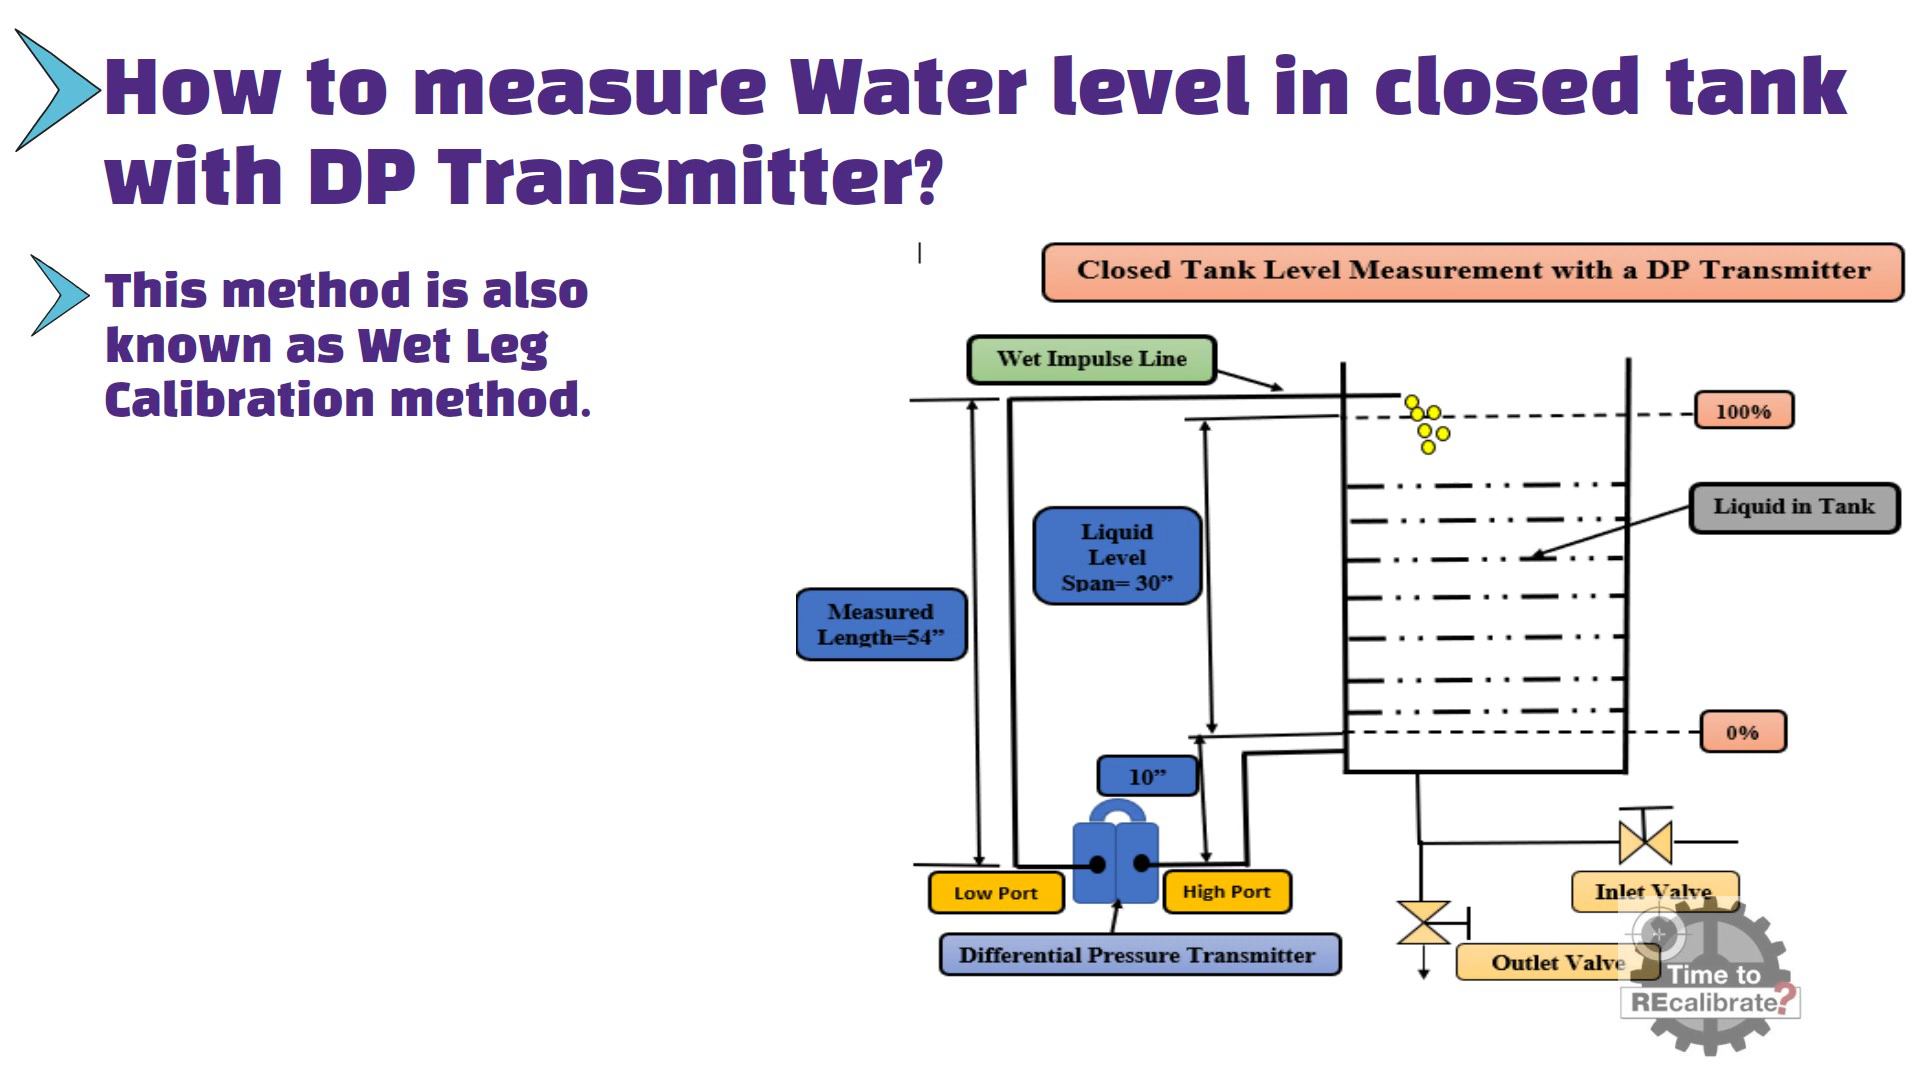 How to measure Water level in closed tank
with DP Transmitter?
This method is also
known as Wet Leg
Calibration method.
Closed Tank Level Measurement with a DP Transmitter
Wet Impulse Line
100%
Liquid in Tank
Liquid
Level
Span= 30”
Measured
Length=54”
0%
10”
Low Port
High Port
Inlet Valve
Differential Pressure Transmitter
Outlet Valve
Time to
REcalibrate?